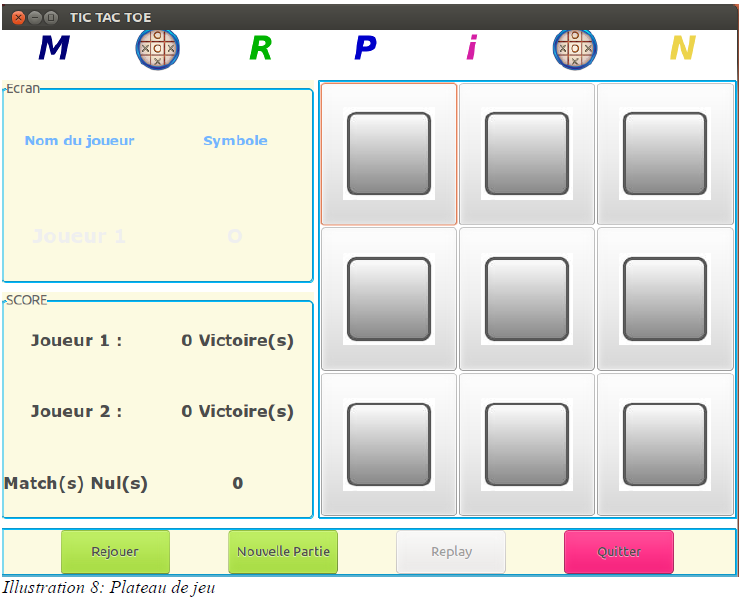 TIC TAC TOE
M R P i N
Ecran
Nom du joueur Symbole
Joueur 1 O
SCORE
Joueur 1 : 0 Victoire(s)
Joueur 2 : 0 Victoire(s)
Match(s) Nul(s) 0
Rejouer Nouvelle Partie Replay Quitter
Illustration 8: Plateau de jeu